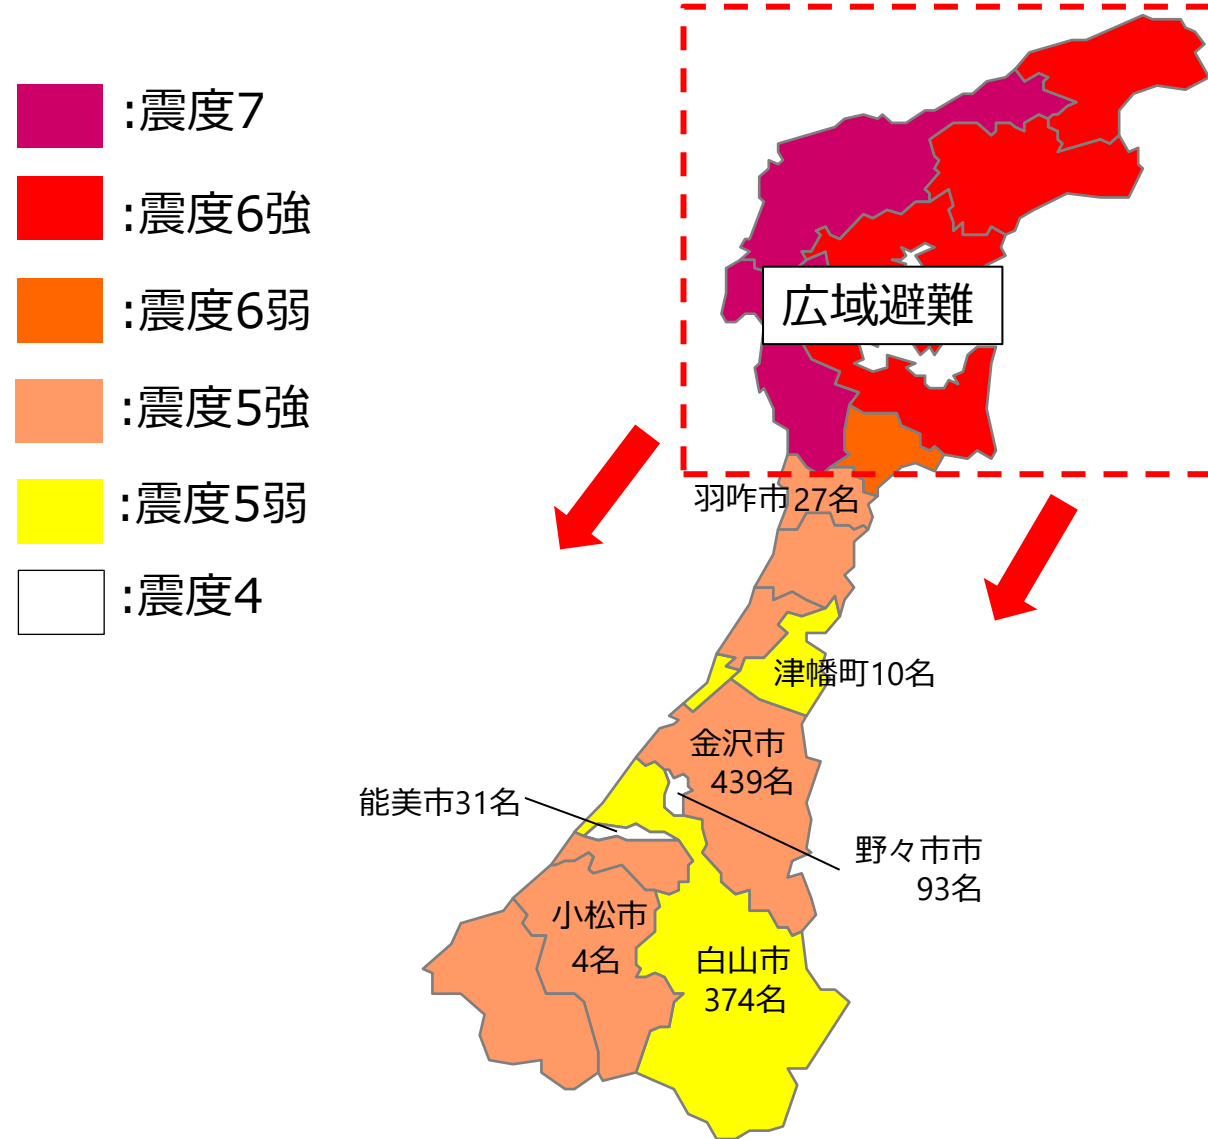 :震度7
:震度6強
:震度6弱
:震度5強
:震度5弱
:震度4
広域避難
羽咋市27名
津幡町10名
金沢市
439名
能美市31名
野々市市
93名
小松市
4名
白山市
374名